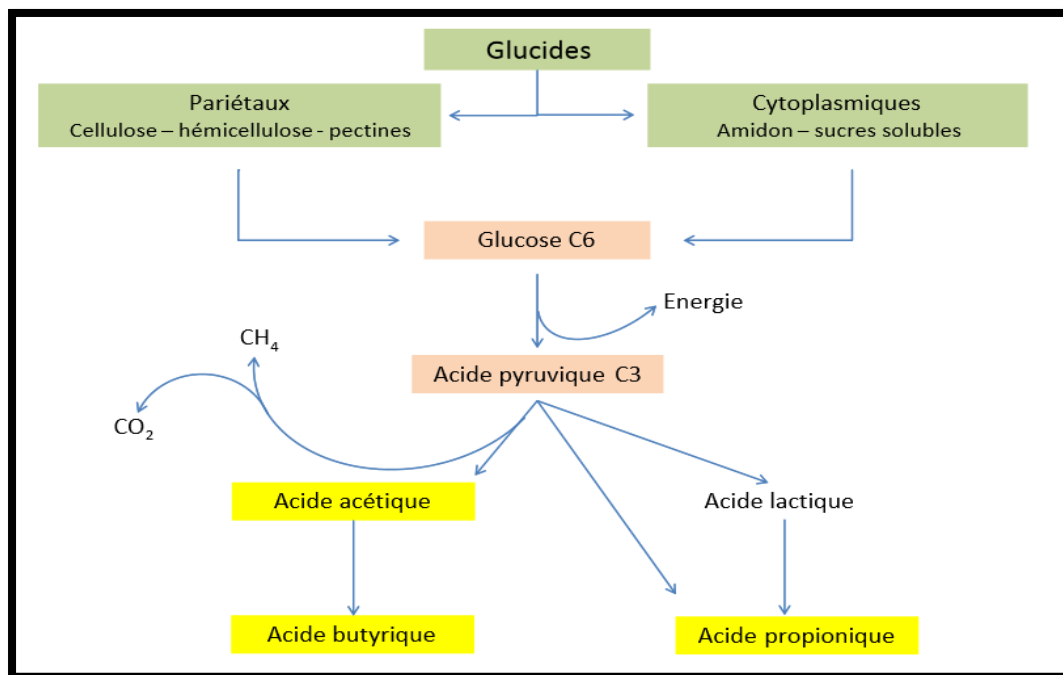 Glucides
Pariétaux
Cellulose – hémicellulose - pectines
Cytoplasmiques
Amidon – sucres solubles
Glucose C6
Energie
CH₄
Acide pyruvique C3
CO₂
Acide acétique
Acide lactique
Acide butyrique
Acide propionique